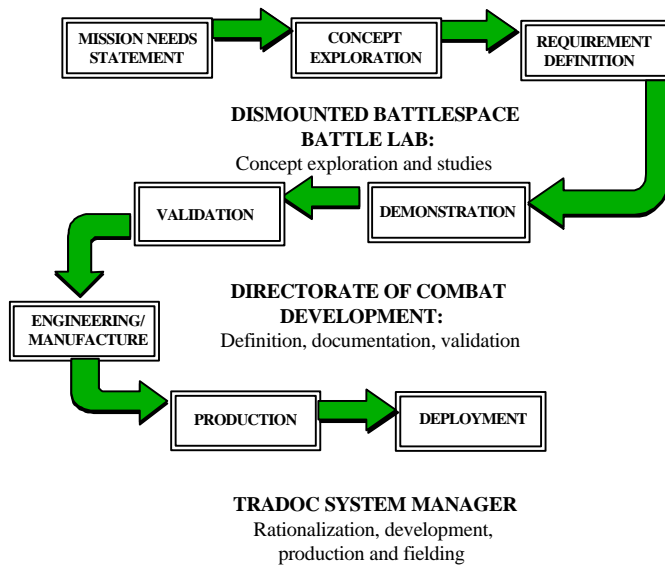 MISSION NEEDS
STATEMENT
CONCEPT
EXPLORATION
REQUIREMENT
DEFINITION
DISMOUNTED BATTLESPACE
BATTLE LAB:
Concept exploration and studies
VALIDATION
DEMONSTRATION
DIRECTORATE OF COMBAT
DEVELOPMENT:
Definition, documentation, validation
ENGINEERING/
MANUFACTURE
PRODUCTION
DEPLOYMENT
TRADOC SYSTEM MANAGER
Rationalization, development,
production and fielding